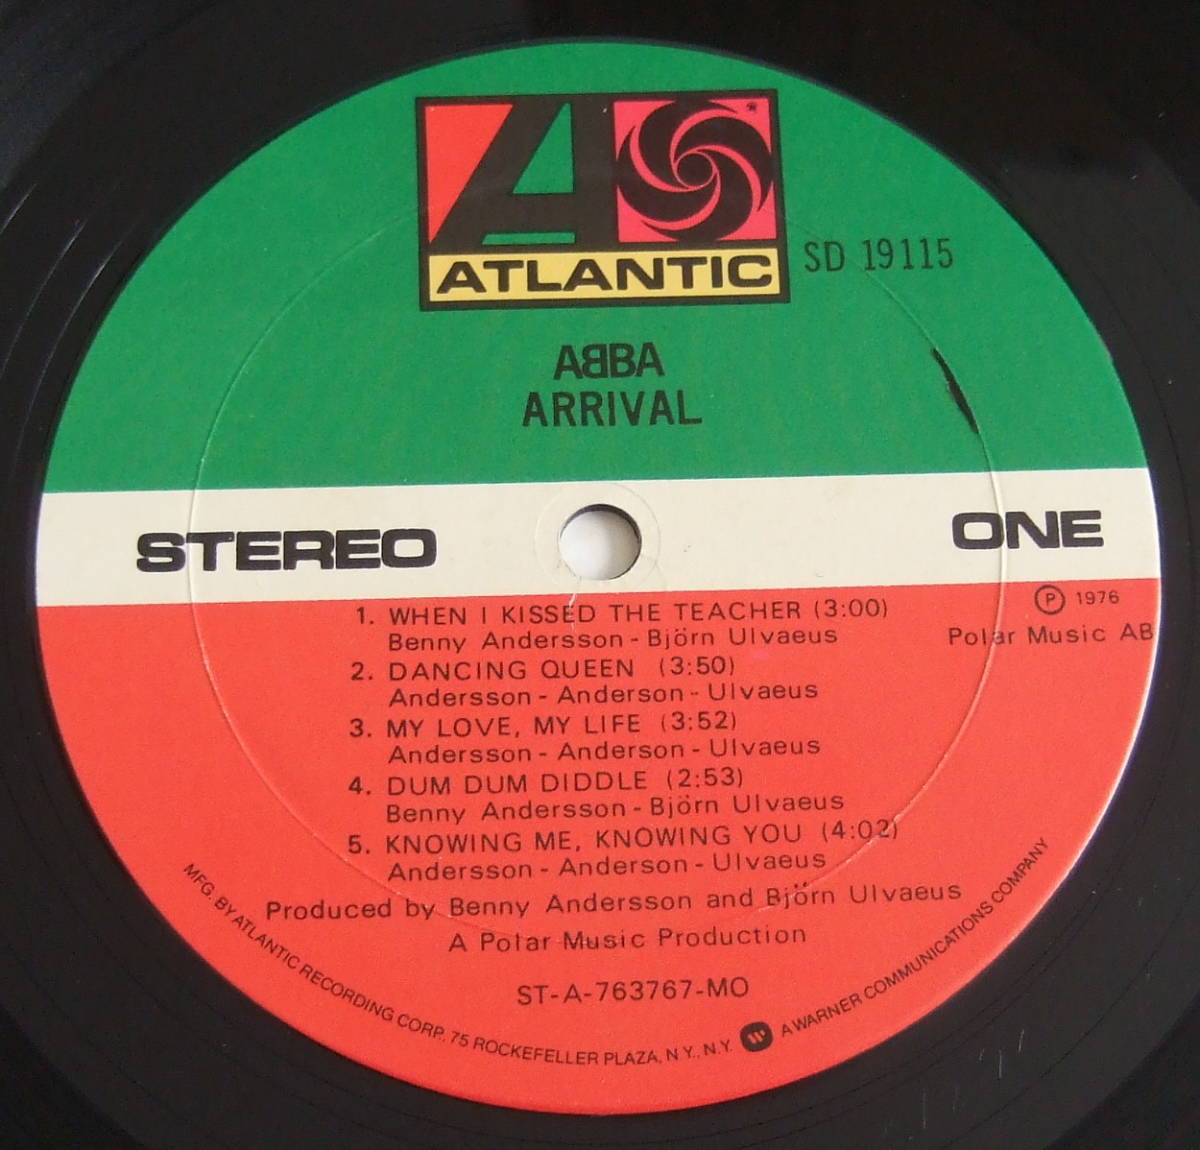 ATLANTIC
SD 19115
ABBA
ARRIVAL
STEREO
ONE
Ⓟ 1976
Polar Music AB
1. WHEN I KISSED THE TEACHER (3:00)
Benny Andersson - Björn Ulvaeus
2. DANCING QUEEN (3:50)
Andersson - Anderson - Ulvaeus
3. MY LOVE, MY LIFE (3:52)
Andersson - Anderson - Ulvaeus
4. DUM DUM DIDDLE (2:53)
Benny Andersson - Björn Ulvaeus
5. KNOWING ME, KNOWING YOU (4:02)
Andersson - Anderson - Ulvaeus
Produced by Benny Andersson and Björn Ulvaeus
A Polar Music Production
ST-A-763767-MO
MFG. BY ATLANTIC RECORDING CORP., 75 ROCKEFELLER PLAZA, N.Y., N.Y. A WARNER COMMUNICATIONS COMPANY